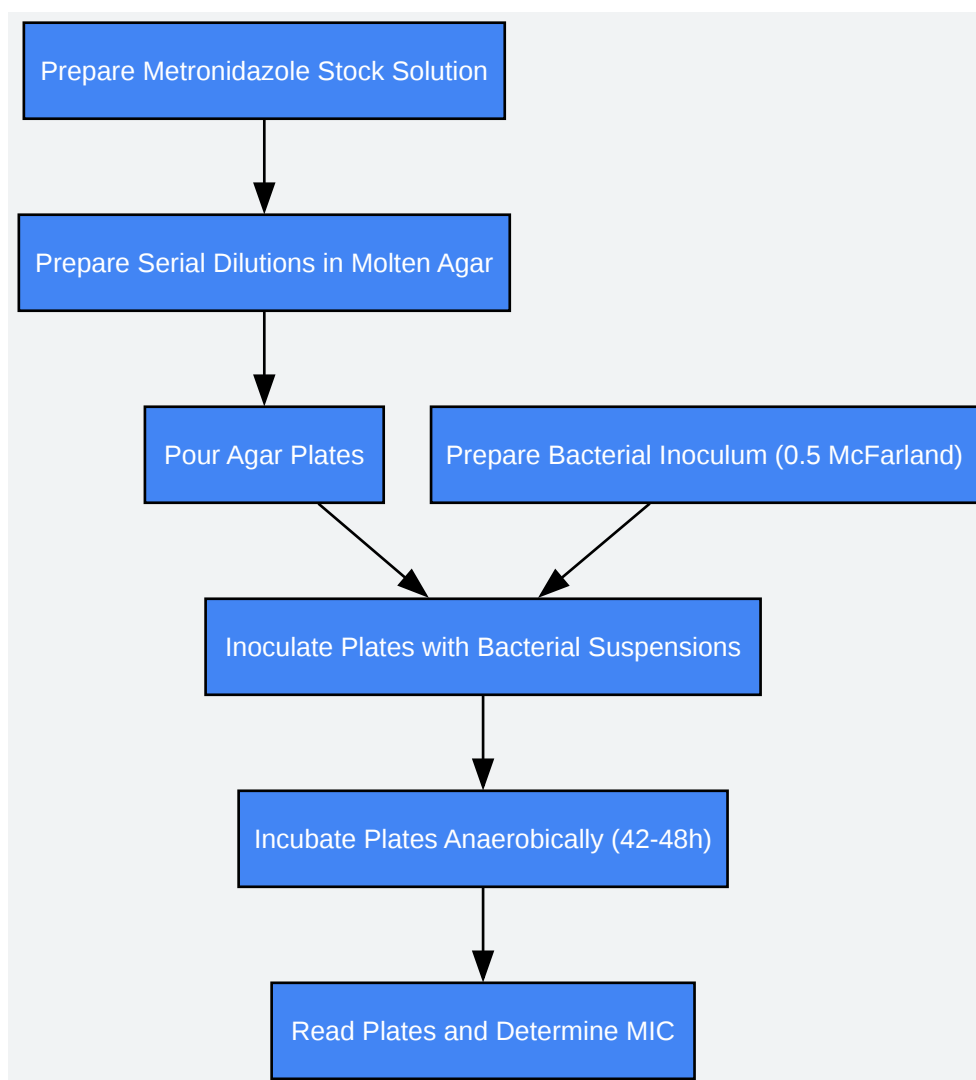 Prepare Metronidazole Stock Solution
Prepare Serial Dilutions in Molten Agar
Pour Agar Plates
Prepare Bacterial Inoculum (0.5 McFarland)
Inoculate Plates with Bacterial Suspensions
Incubate Plates Anaerobically (42-48h)
Read Plates and Determine MIC